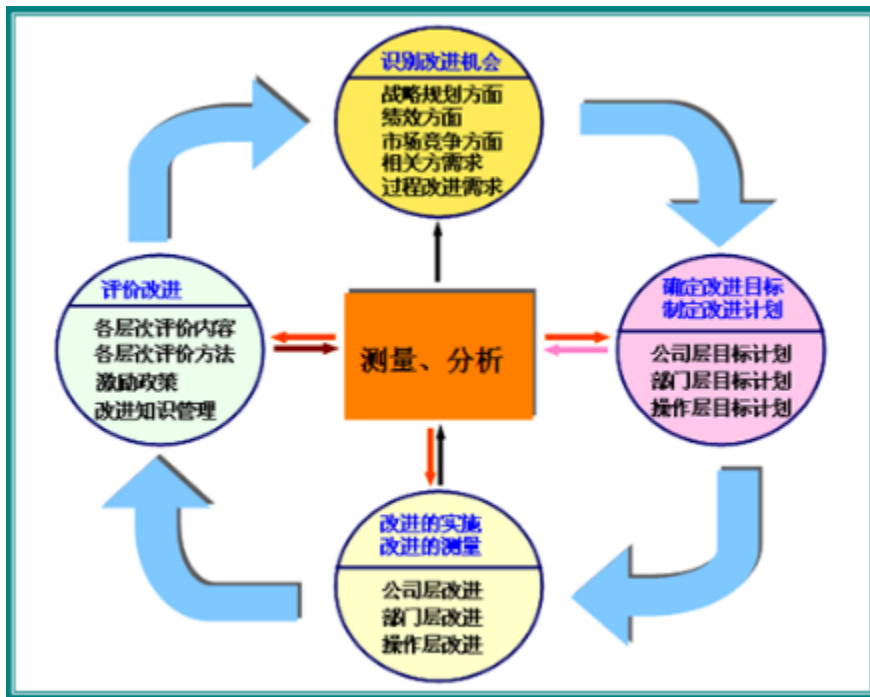 识别改进机会
战略规划方面
绩效方面
市场竞争方面
相关方需求
过程改进需求
评价改进
各层次评价内容
各层次评价方法
激励政策
改进知识管理
测量、分析
确定改进目标
制定改进计划
公司层目标计划
部门层目标计划
操作层目标计划
改进的实施
改进的测量
公司层改进
部门层改进
操作层改进